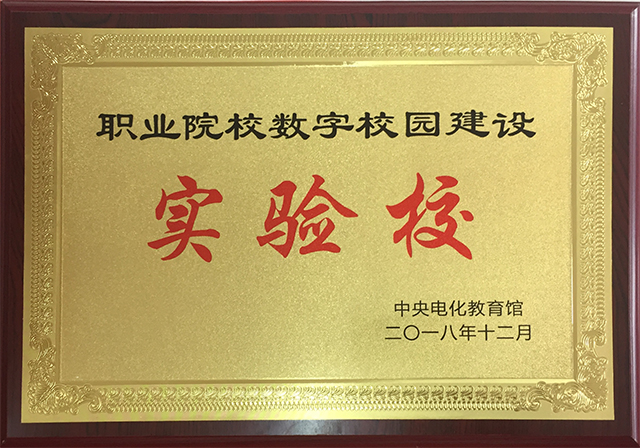 职业院校数字校园建设
实验校
中央电化教育馆
二〇一八年十二月